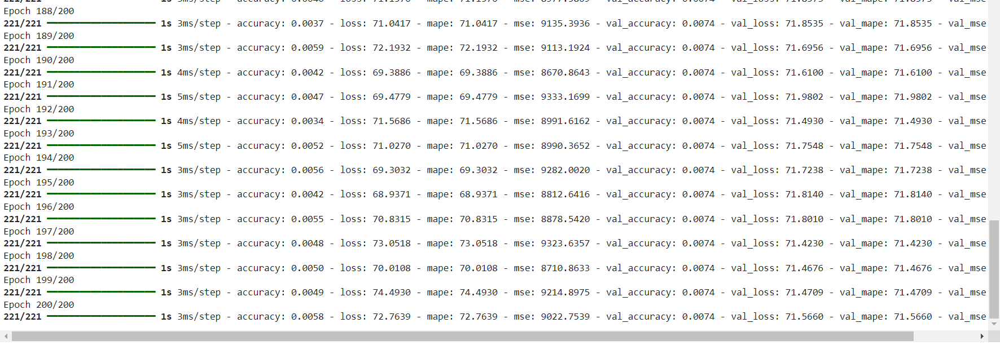 Epoch 188/200
221/221 ━━━━━━━━━━━━━━━━━━━━ 1s 3ms/step - accuracy: 0.0037 - loss: 71.0417 - mape: 71.0417 - mse: 9135.3936 - val_accuracy: 0.0074 - val_loss: 71.8535 - val_mape: 71.8535 - val_mse
Epoch 189/200
221/221 ━━━━━━━━━━━━━━━━━━━━ 1s 3ms/step - accuracy: 0.0059 - loss: 72.1932 - mape: 72.1932 - mse: 9113.1924 - val_accuracy: 0.0074 - val_loss: 71.6956 - val_mape: 71.6956 - val_mse
Epoch 190/200
221/221 ━━━━━━━━━━━━━━━━━━━━ 1s 4ms/step - accuracy: 0.0042 - loss: 69.3886 - mape: 69.3886 - mse: 8670.8643 - val_accuracy: 0.0074 - val_loss: 71.6100 - val_mape: 71.6100 - val_mse
Epoch 191/200
221/221 ━━━━━━━━━━━━━━━━━━━━ 1s 5ms/step - accuracy: 0.0047 - loss: 69.4779 - mape: 69.4779 - mse: 9333.1699 - val_accuracy: 0.0074 - val_loss: 71.9802 - val_mape: 71.9802 - val_mse
Epoch 192/200
221/221 ━━━━━━━━━━━━━━━━━━━━ 1s 4ms/step - accuracy: 0.0034 - loss: 71.5686 - mape: 71.5686 - mse: 8991.6162 - val_accuracy: 0.0074 - val_loss: 71.4930 - val_mape: 71.4930 - val_mse
Epoch 193/200
221/221 ━━━━━━━━━━━━━━━━━━━━ 1s 5ms/step - accuracy: 0.0052 - loss: 71.0270 - mape: 71.0270 - mse: 8990.3652 - val_accuracy: 0.0074 - val_loss: 71.7548 - val_mape: 71.7548 - val_mse
Epoch 194/200
221/221 ━━━━━━━━━━━━━━━━━━━━ 1s 3ms/step - accuracy: 0.0056 - loss: 69.3032 - mape: 69.3032 - mse: 9282.0020 - val_accuracy: 0.0074 - val_loss: 71.7238 - val_mape: 71.7238 - val_mse
Epoch 195/200
221/221 ━━━━━━━━━━━━━━━━━━━━ 1s 3ms/step - accuracy: 0.0042 - loss: 68.9371 - mape: 68.9371 - mse: 8812.6416 - val_accuracy: 0.0074 - val_loss: 71.8140 - val_mape: 71.8140 - val_mse
Epoch 196/200
221/221 ━━━━━━━━━━━━━━━━━━━━ 1s 3ms/step - accuracy: 0.0055 - loss: 70.8315 - mape: 70.8315 - mse: 8878.5420 - val_accuracy: 0.0074 - val_loss: 71.8010 - val_mape: 71.8010 - val_mse
Epoch 197/200
221/221 ━━━━━━━━━━━━━━━━━━━━ 1s 3ms/step - accuracy: 0.0048 - loss: 73.0518 - mape: 73.0518 - mse: 9323.6357 - val_accuracy: 0.0074 - val_loss: 71.4230 - val_mape: 71.4230 - val_mse
Epoch 198/200
221/221 ━━━━━━━━━━━━━━━━━━━━ 1s 3ms/step - accuracy: 0.0050 - loss: 70.0108 - mape: 70.0108 - mse: 8710.8633 - val_accuracy: 0.0074 - val_loss: 71.4676 - val_mape: 71.4676 - val_mse
Epoch 199/200
221/221 ━━━━━━━━━━━━━━━━━━━━ 1s 3ms/step - accuracy: 0.0049 - loss: 74.4930 - mape: 74.4930 - mse: 9214.8975 - val_accuracy: 0.0074 - val_loss: 71.4709 - val_mape: 71.4709 - val_mse
Epoch 200/200
221/221 ━━━━━━━━━━━━━━━━━━━━ 1s 3ms/step - accuracy: 0.0058 - loss: 72.7639 - mape: 72.7639 - mse: 9022.7539 - val_accuracy: 0.0074 - val_loss: 71.5660 - val_mape: 71.5660 - val_mse